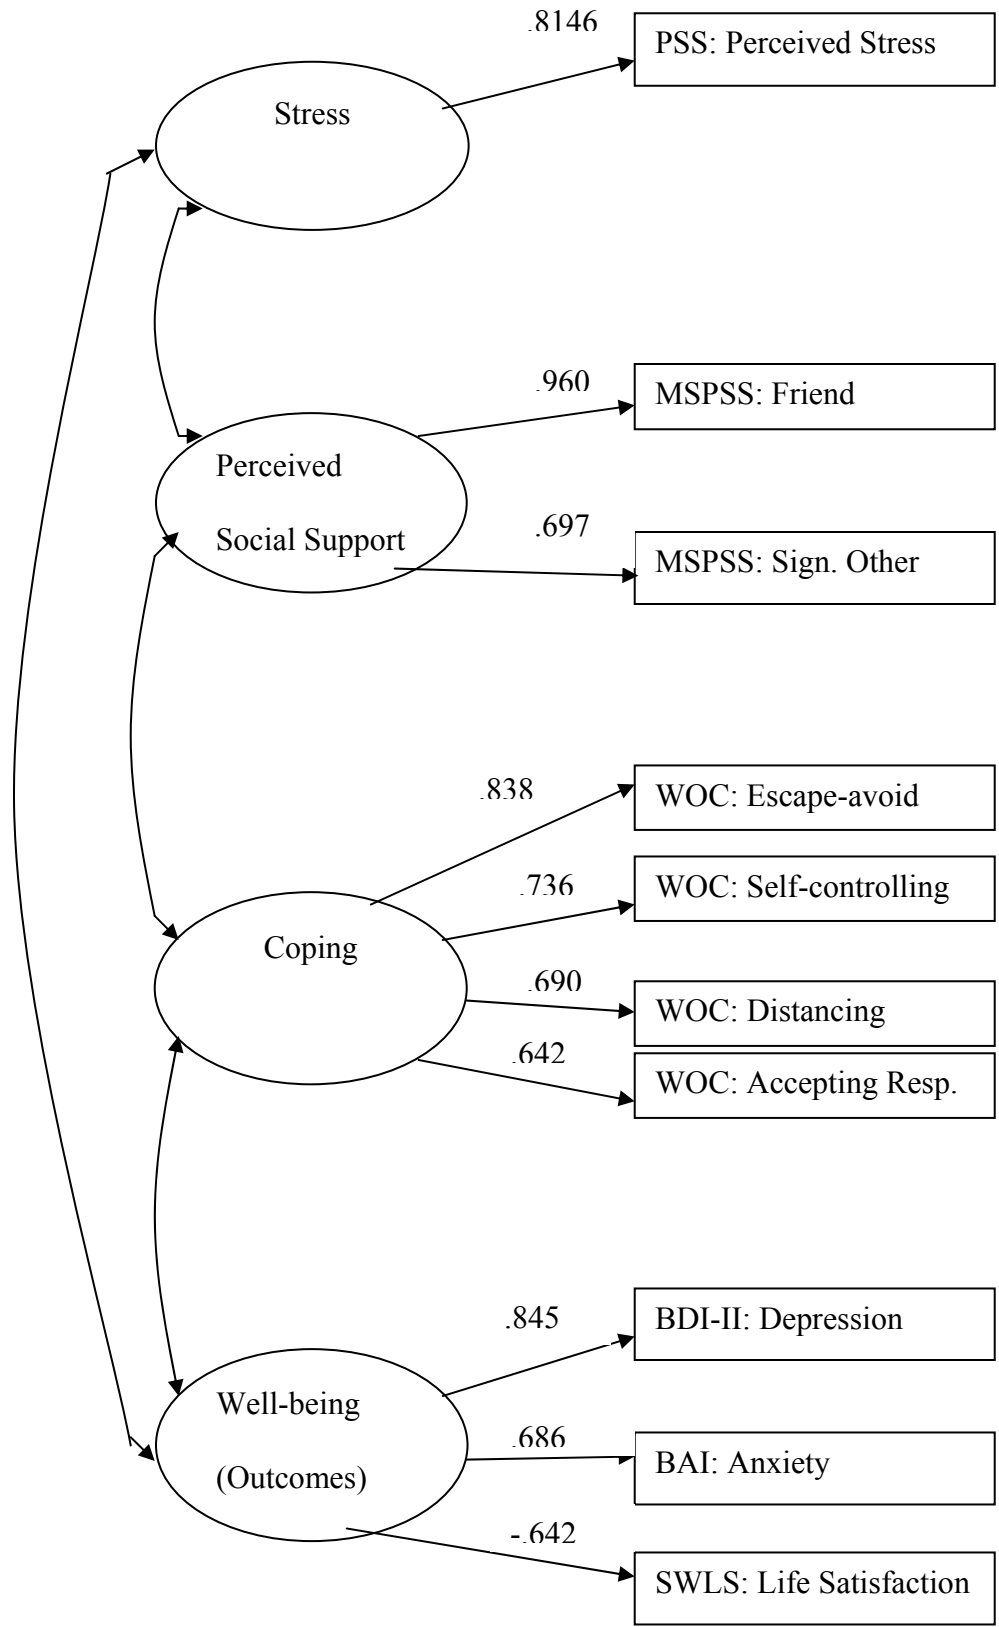 .8146
PSS: Perceived Stress
Stress
.960
MSPSS: Friend
Perceived
Social Support
.697
MSPSS: Sign. Other
.838
WOC: Escape-avoid
.736
WOC: Self-controlling
Coping
.690
WOC: Distancing
.642
WOC: Accepting Resp.
.845
BDI-II: Depression
Well-being
(Outcomes)
.686
BAI: Anxiety
-.642
SWLS: Life Satisfaction